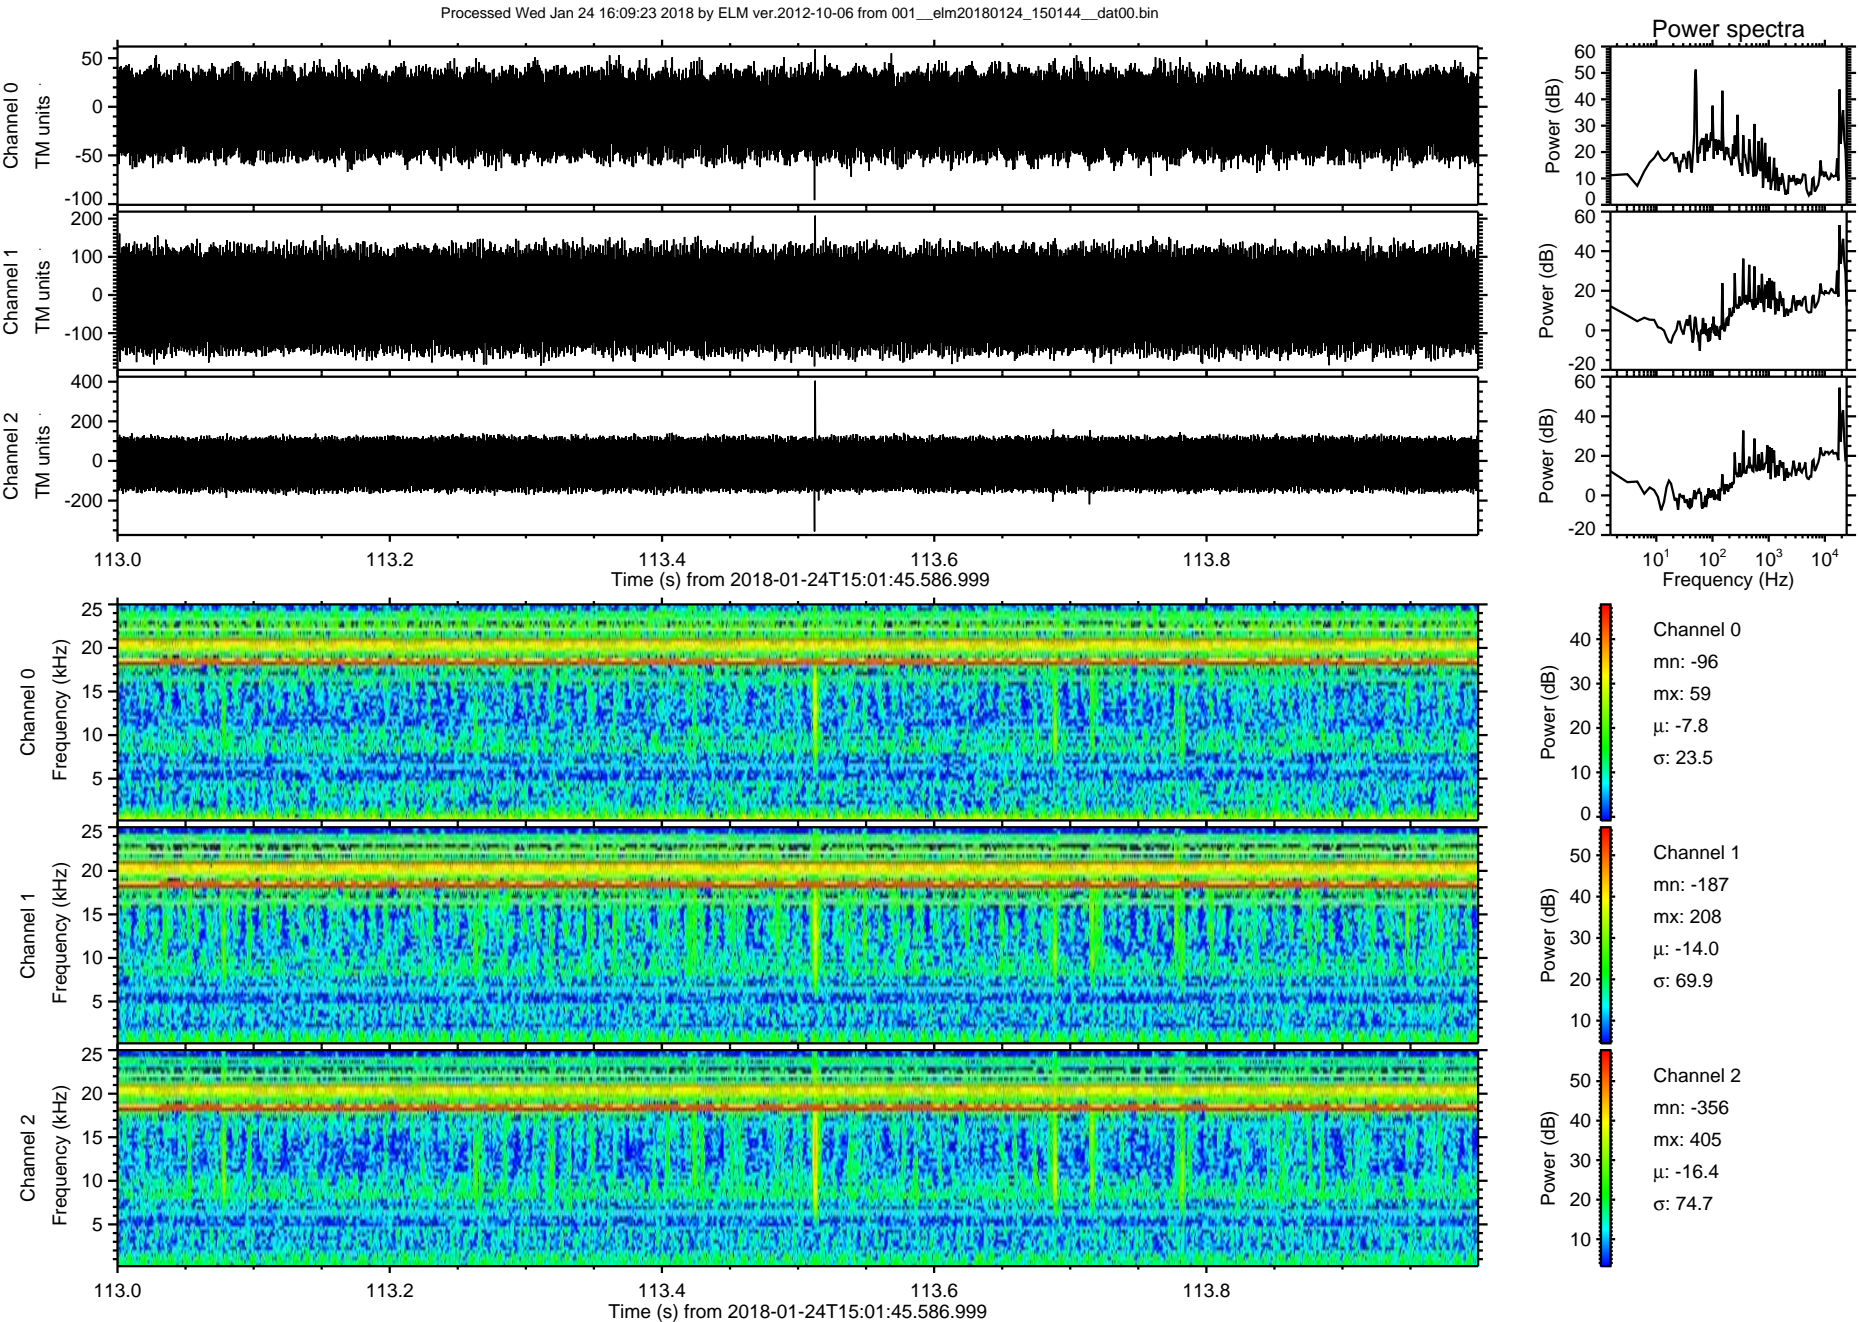 Processed Wed Jan 24 16:09:23 2018 by ELM ver.2012-10-06 from 001__elm20180124_150144__dat00.bin
Power spectra
Channel 0
TM units
50
0
-50
-100
Power (dB)
60
50
40
30
20
10
0
Channel 1
TM units
200
100
0
-100
Power (dB)
60
40
20
0
-20
Channel 2
TM units
400
200
0
-200
Power (dB)
60
40
20
0
-20
113.0 113.2 113.4 113.6 113.8
Time (s) from 2018-01-24T15:01:45.586.999
10^1 10^2 10^3 10^4
Frequency (Hz)
Channel 0
Frequency (kHz)
25
20
15
10
5
Power (dB)
40
30
20
10
0
Channel 0
mn: -96
mx: 59
μ: -7.8
σ: 23.5
Channel 1
Frequency (kHz)
25
20
15
10
5
Power (dB)
50
40
30
20
10
Channel 1
mn: -187
mx: 208
μ: -14.0
σ: 69.9
Channel 2
Frequency (kHz)
25
20
15
10
5
Power (dB)
50
40
30
20
10
Channel 2
mn: -356
mx: 405
μ: -16.4
σ: 74.7
113.0 113.2 113.4 113.6 113.8
Time (s) from 2018-01-24T15:01:45.586.999